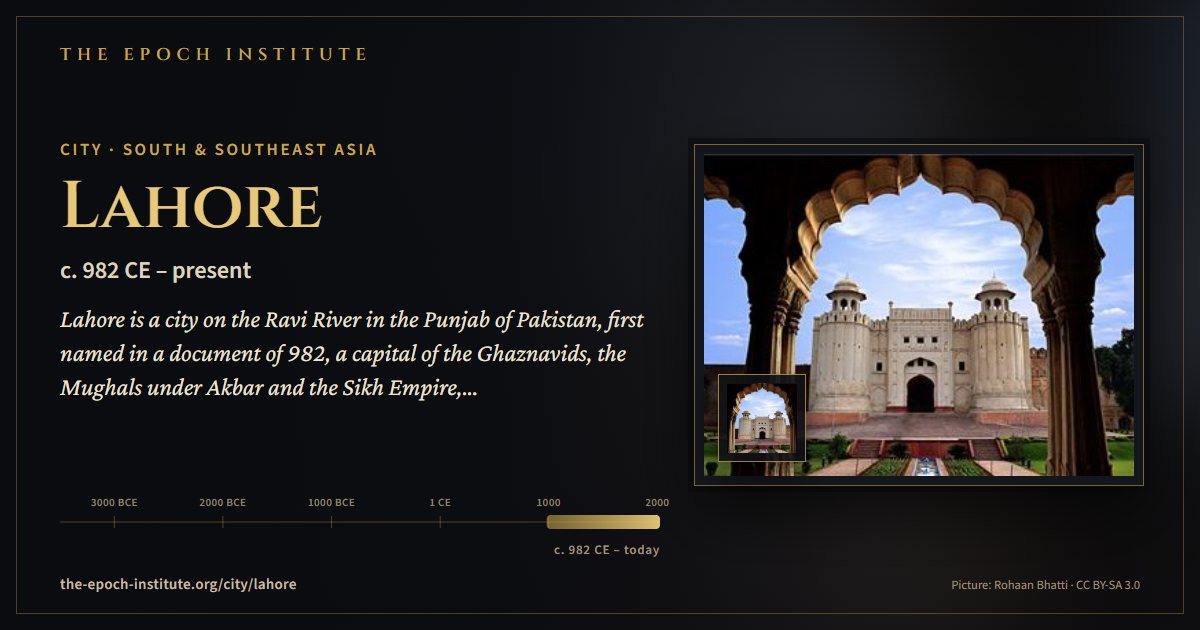 THE EPOCH INSTITUTE
CITY · SOUTH & SOUTHEAST ASIA
LAHORE
c. 982 CE – present
Lahore is a city on the Ravi River in the Punjab of Pakistan, first
named in a document of 982, a capital of the Ghaznavids, the
Mughals under Akbar and the Sikh Empire,...
3000 BCE 2000 BCE 1000 BCE 1 CE 1000 2000
c. 982 CE – today
the-epoch-institute.org/city/lahore
Picture: Rohaan Bhatti · CC BY-SA 3.0